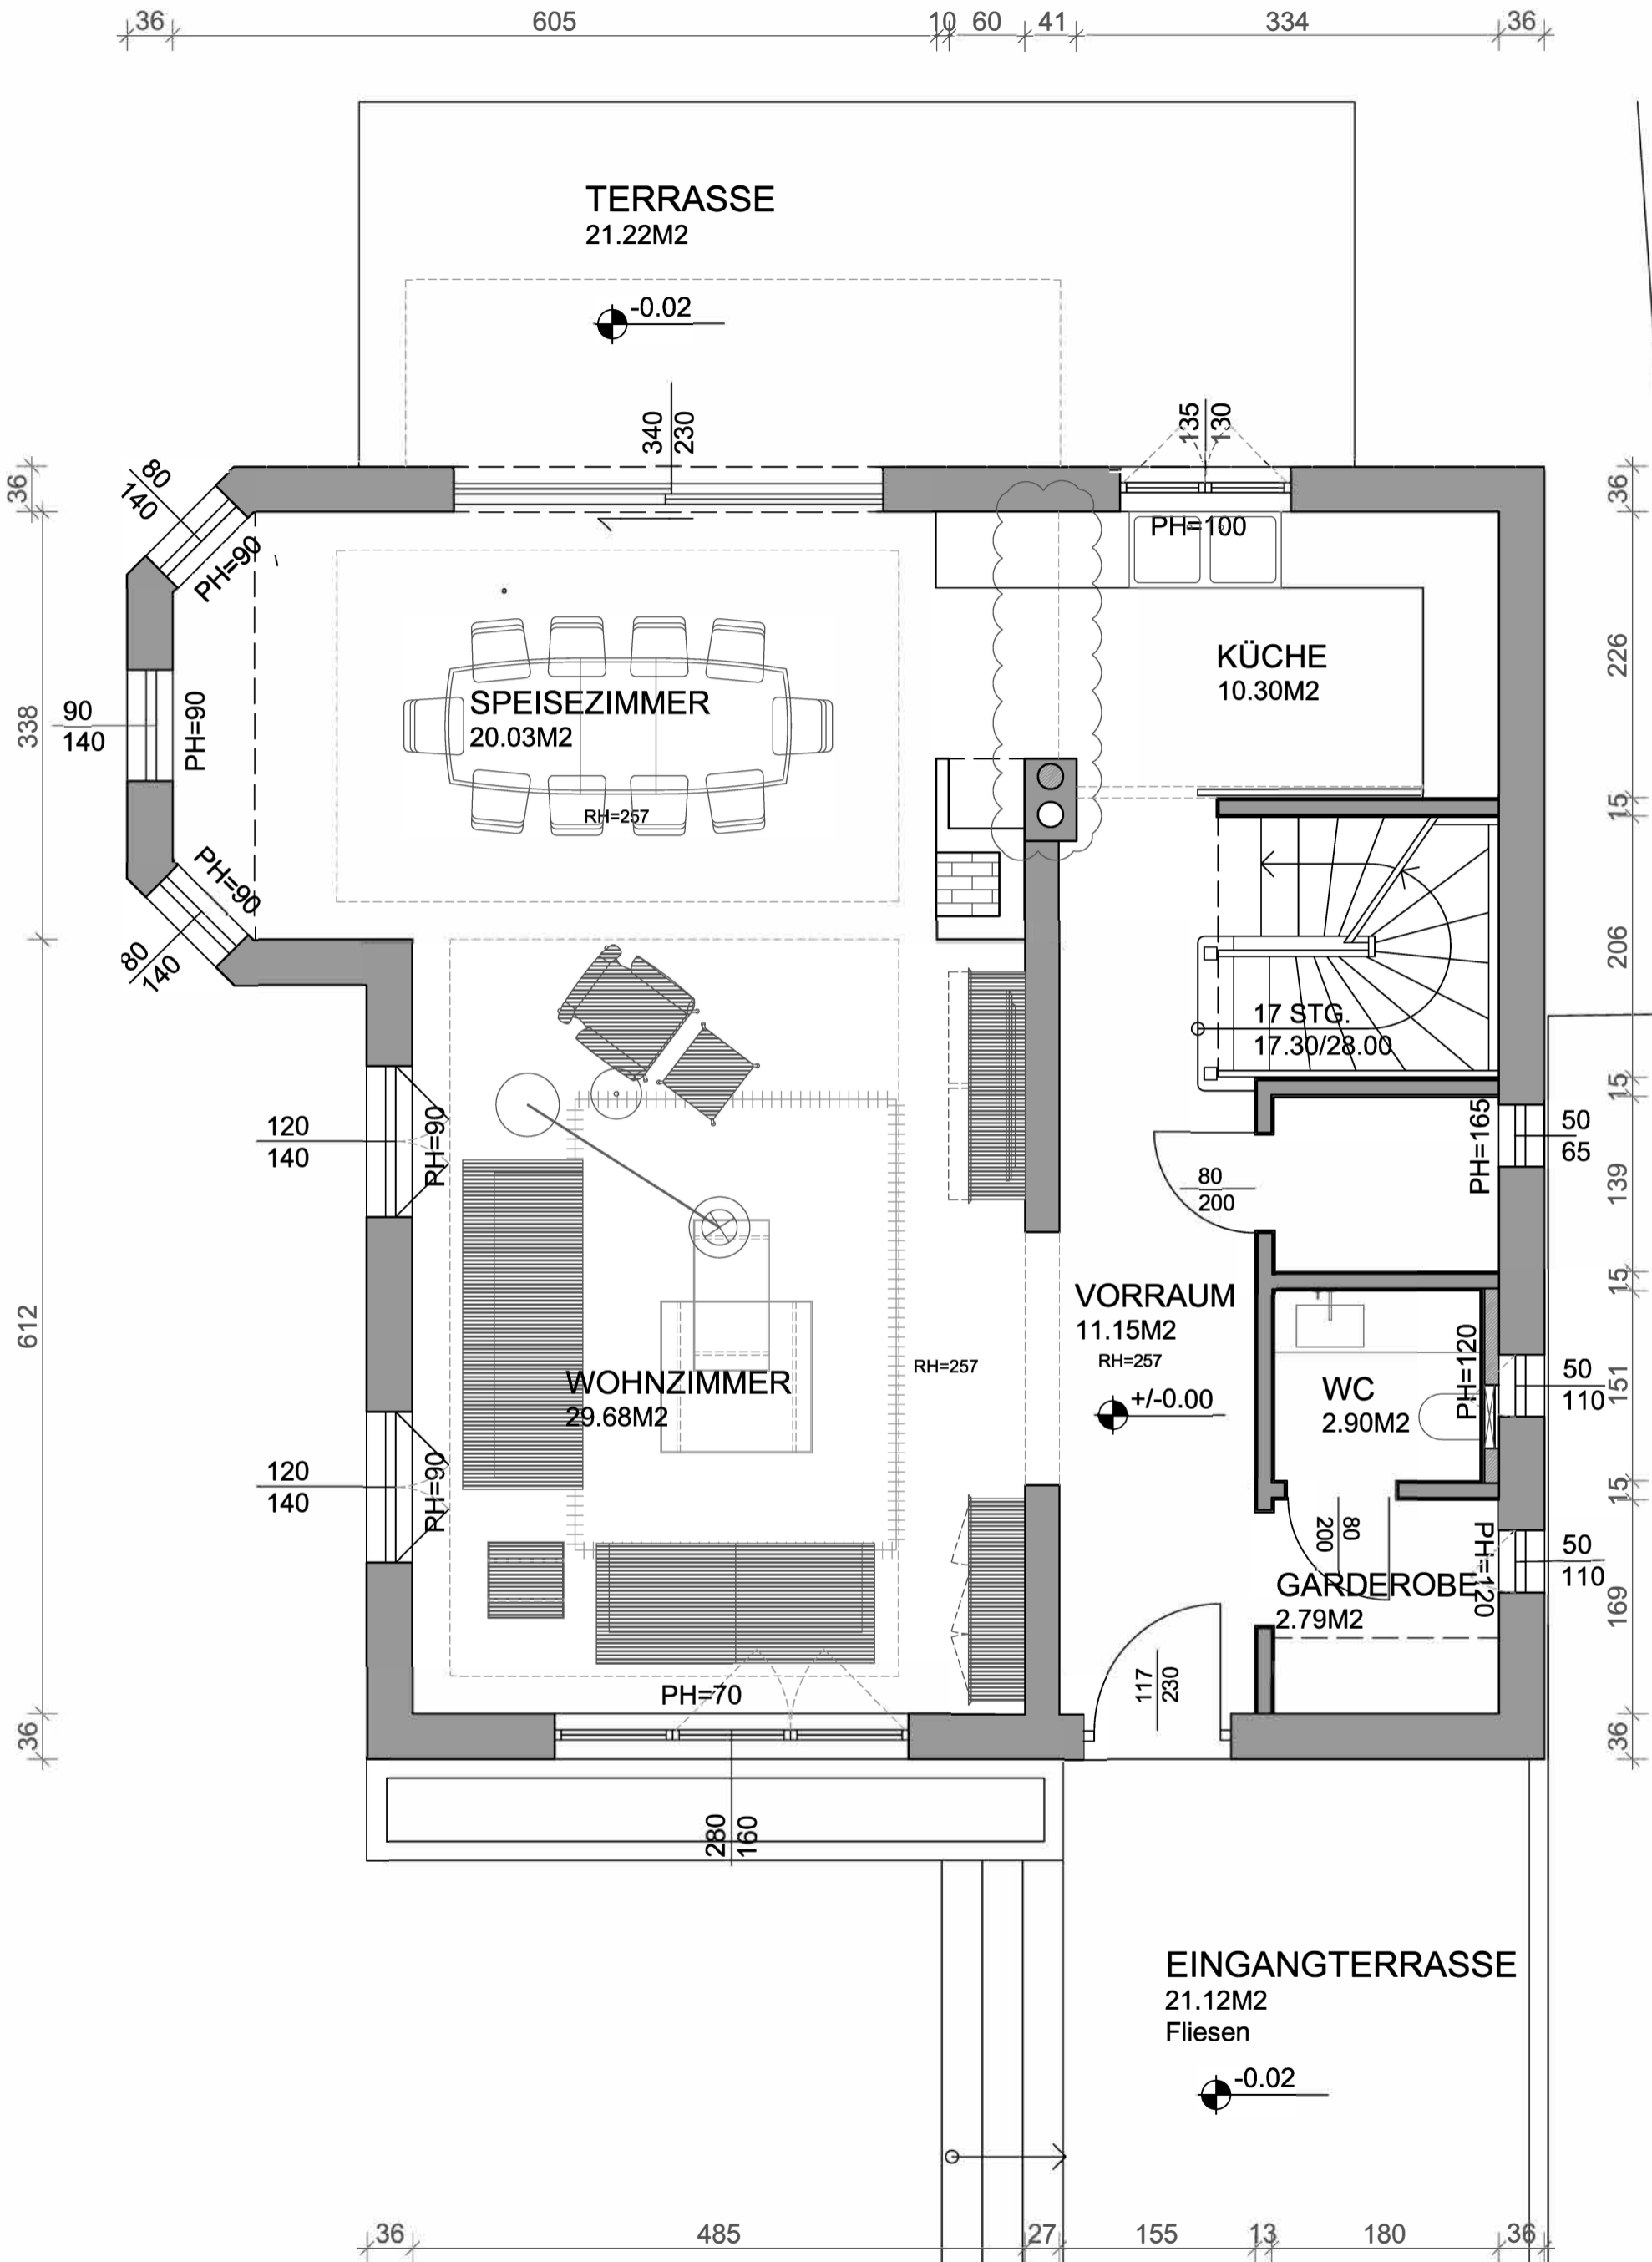 36 605 10 60 41 334 36
TERRASSE
21.22M2
-0.02
340
230
135
130
80
140
PH=90
PH=100
36
36
KÜCHE
10.30M2
226
SPEISEZIMMER
20.03M2
RH=257
90
140
PH=90
338
15
PH=90
80
140
206
17 STG.
17.30/28.00
15
120
140
PH=90
80
200
PH=165
50
65
139
15
VORRAUM
11.15M2
RH=257
+/-0.00
RH=257
612
WOHNZIMMER
29.68M2
WC
2.90M2
PH=120
50
110
151
120
140
PH=90
15
80
200
GARDEROBE
2.79M2
PH=120
50
110
169
117
230
PH=70
36
36
280
160
EINGANGTERRASSE
21.12M2
Fliesen
-0.02
36 485 27 155 13 180 36